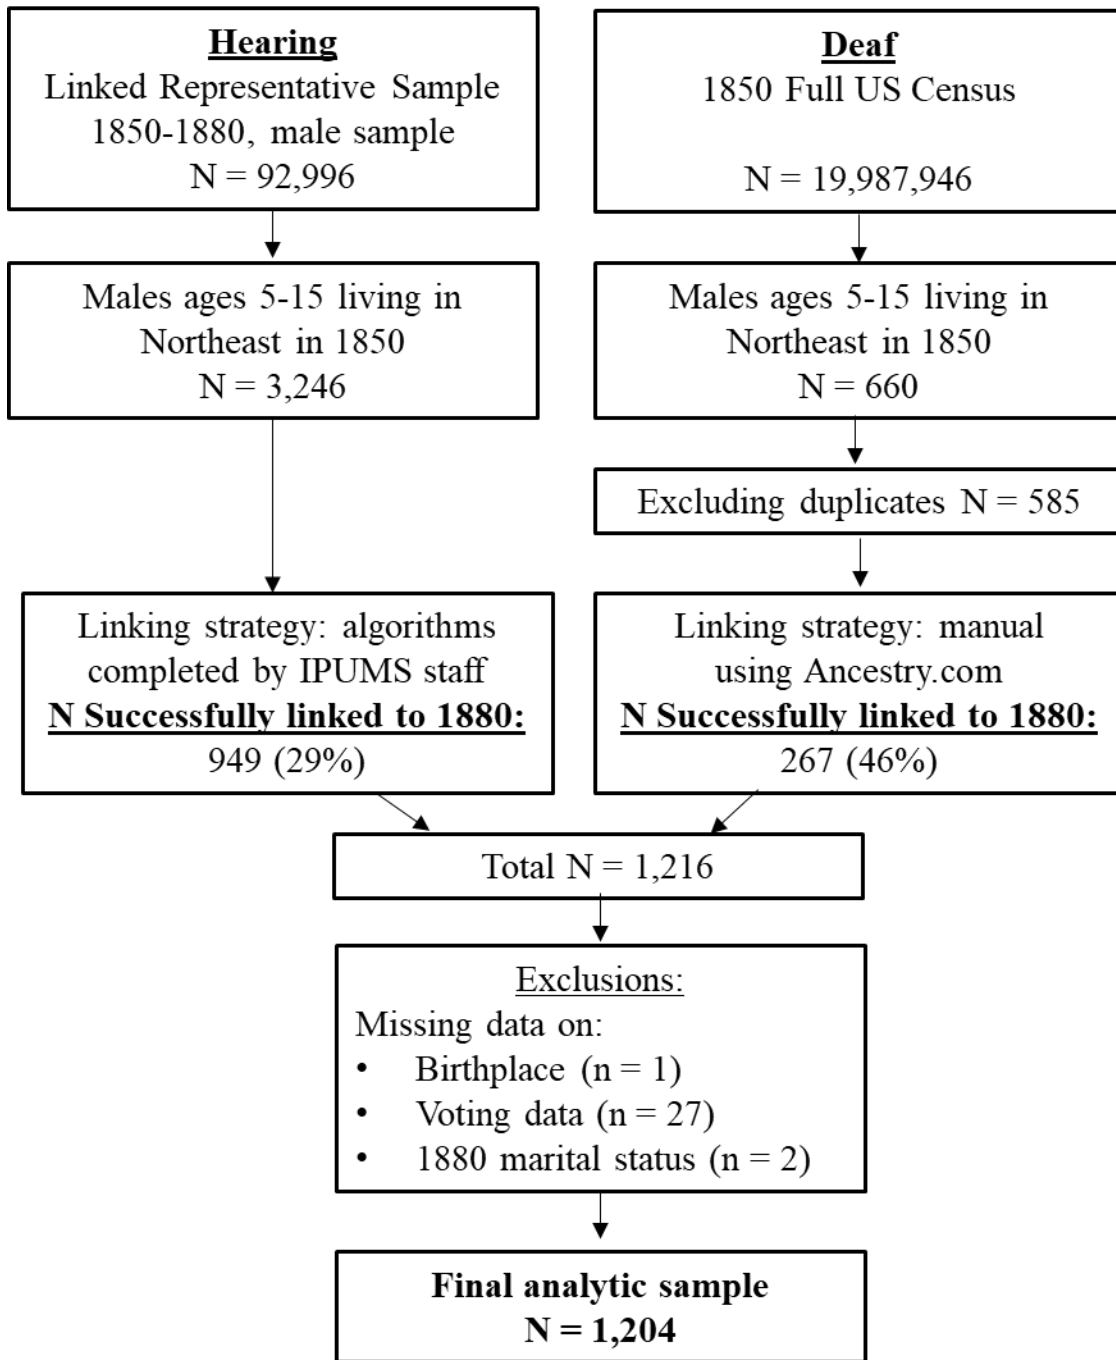 Hearing
Linked Representative Sample
1850-1880, male sample
N = 92,996
Deaf
1850 Full US Census
N = 19,987,946
Males ages 5-15 living in
Northeast in 1850
N = 3,246
Males ages 5-15 living in
Northeast in 1850
N = 660
Excluding duplicates N = 585
Linking strategy: algorithms
completed by IPUMS staff
N Successfully linked to 1880:
949 (29%)
Linking strategy: manual
using Ancestry.com
N Successfully linked to 1880:
267 (46%)
Total N = 1,216
Exclusions:
Missing data on:
• Birthplace (n = 1)
• Voting data (n = 27)
• 1880 marital status (n = 2)
Final analytic sample
N = 1,204